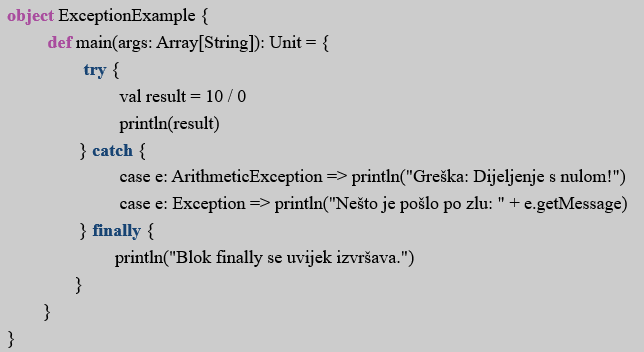 object ExceptionExample {
def main(args: Array[String]): Unit = {
try {
val result = 10 / 0
println(result)
} catch {
case e: ArithmeticException => println("Greška: Dijeljenje s nulom!")
case e: Exception => println("Nešto je pošlo po zlu: " + e.getMessage)
} finally {
println("Blok finally se uvijek izvršava.")
}
}
}